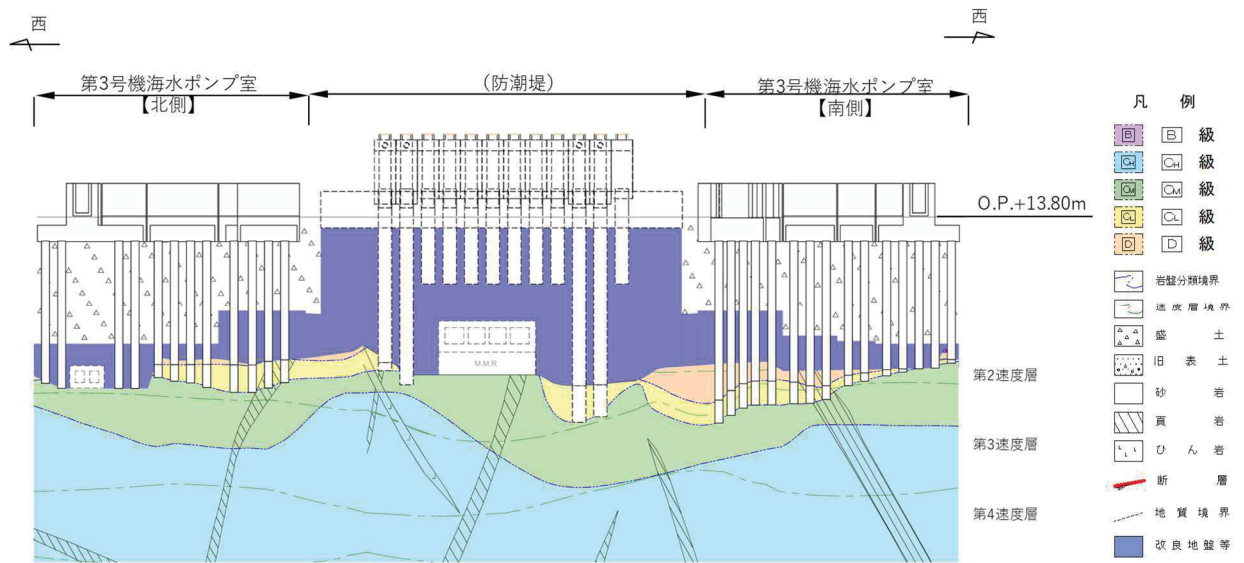 西
西
第3号機海水ポンプ室
【北側】
(防潮堤)
第3号機海水ポンプ室
【南側】
O.P.+13.80m
M.M.R
第2速度層
第3速度層
第4速度層
凡 例
B B 級
CH CH 級
CM CM 級
CL CL 級
D D 級
岩盤分類境界
速度層境界
盛 土
旧 表 土
砂 岩
頁 岩
ひ ん 岩
断 層
地 質 境 界
改 良 地 盤 等